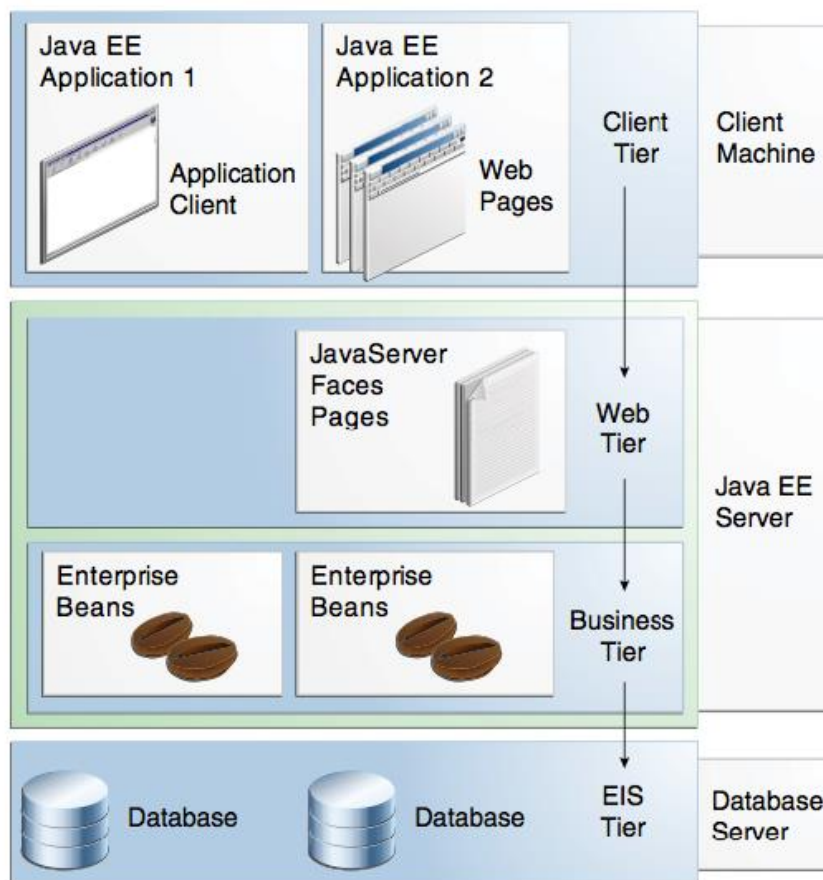 Java EE
Application 1
Application
Client
Java EE
Application 2
Web
Pages
Client
Tier
Client
Machine
JavaServer
Faces
Pages
Web
Tier
Java EE
Server
Enterprise
Beans
Enterprise
Beans
Business
Tier
Database
Database
EIS
Tier
Database
Server